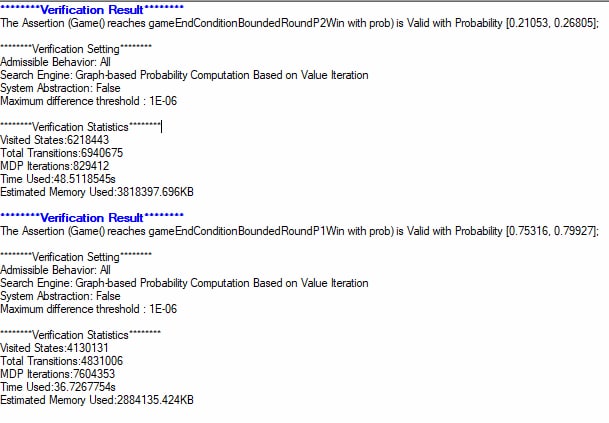 ********Verification Result********
The Assertion (Game() reaches gameEndConditionBoundedRoundP2Win with prob) is Valid with Probability [0.21053, 0.26805];
********Verification Setting********
Admissible Behavior: All
Search Engine: Graph-based Probability Computation Based on Value Iteration
System Abstraction: False
Maximum difference threshold : 1E-06
********Verification Statistics********
Visited States:6218443
Total Transitions:6940675
MDP Iterations:829412
Time Used:48.5118545s
Estimated Memory Used:3818397.696KB
********Verification Result********
The Assertion (Game() reaches gameEndConditionBoundedRoundP1Win with prob) is Valid with Probability [0.75316, 0.79927];
********Verification Setting********
Admissible Behavior: All
Search Engine: Graph-based Probability Computation Based on Value Iteration
System Abstraction: False
Maximum difference threshold : 1E-06
********Verification Statistics********
Visited States:4130131
Total Transitions:4831006
MDP Iterations:7604353
Time Used:36.7267754s
Estimated Memory Used:2884135.424KB